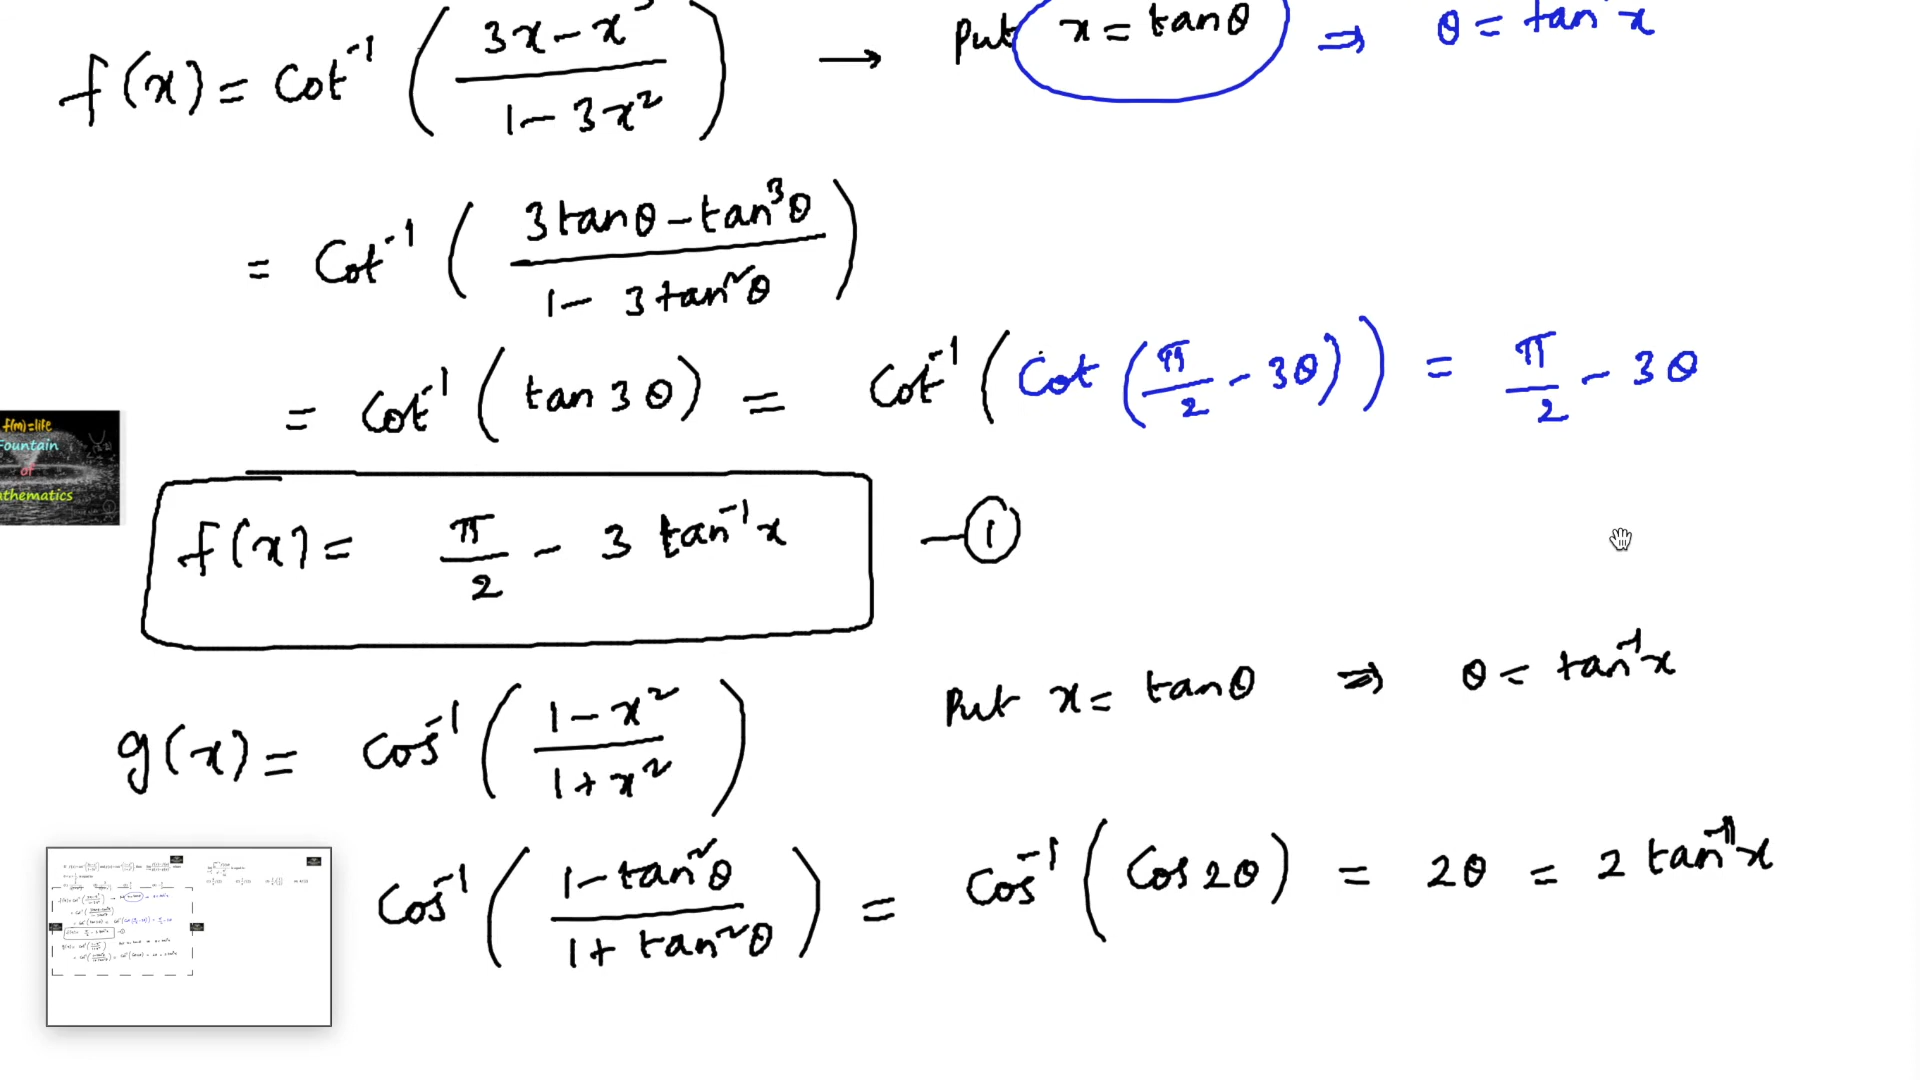 f(x) = Cot⁻¹ ( (3x - x³) / (1 - 3x²) ) → Put x = tanθ ⇒ θ = tan⁻¹x
= Cot⁻¹ ( (3tanθ - tan³θ) / (1 - 3tan²θ) )
= Cot⁻¹ ( tan 3θ ) = Cot⁻¹ ( Cot ( π/2 - 3θ ) ) = π/2 - 3θ
f(m)=life
Fountain
of
athematics
f(x) = π/2 - 3 tan⁻¹x —①
g(x) = Cos⁻¹ ( (1 - x²) / (1 + x²) ) Put x = tanθ ⇒ θ = tan⁻¹x
Cos⁻¹ ( (1 - tan²θ) / (1 + tan²θ) ) = Cos⁻¹ ( Cos 2θ ) = 2θ = 2 tan⁻¹x